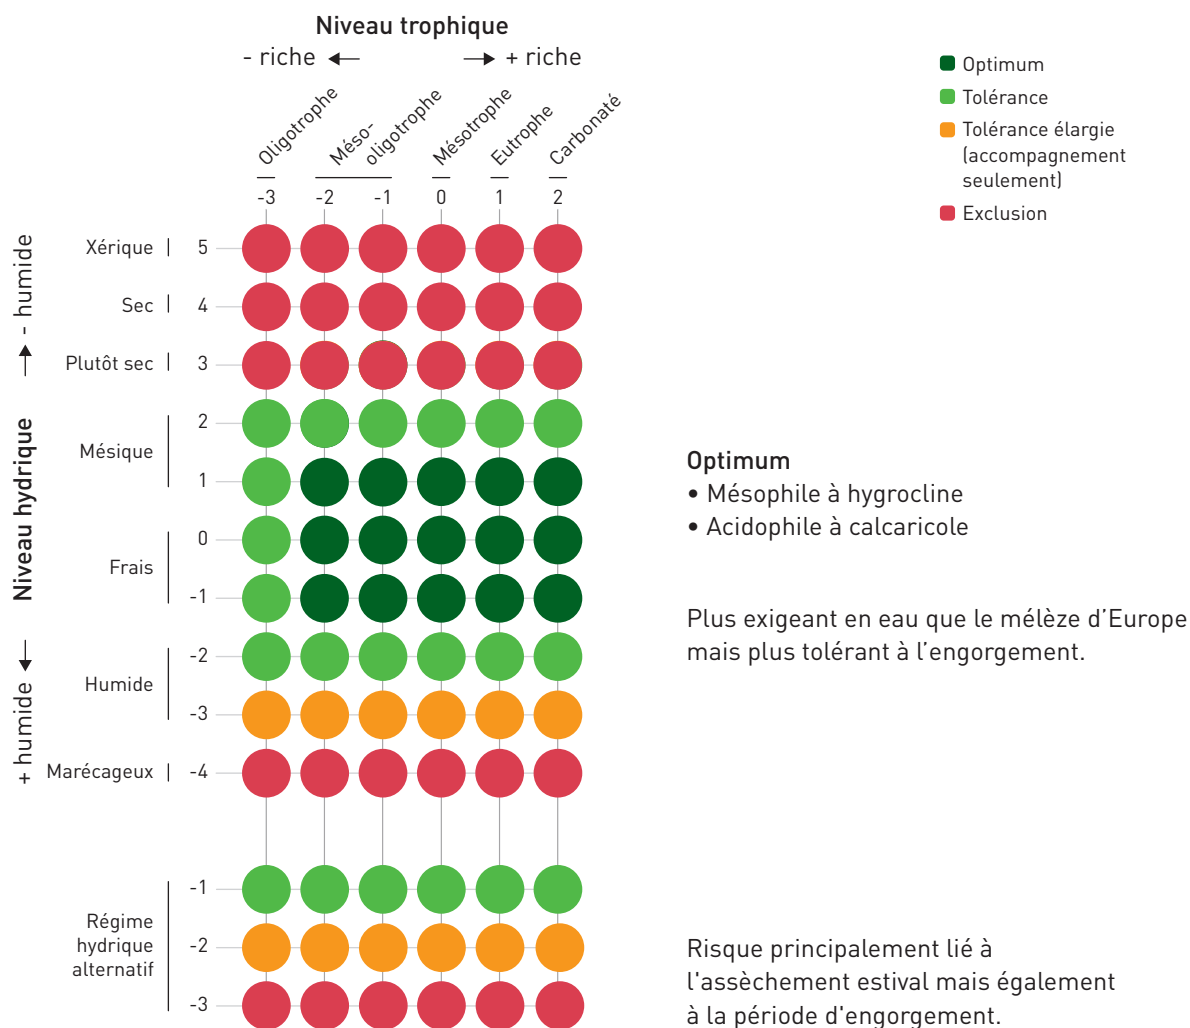 Niveau trophique
- riche
+ riche
Oligotrophe
Méso-
oligotrophe
Mésotrophe
Eutrophe
Carbonaté
-3 -2 -1 0 1 2
Optimum
Tolérance
Tolérance élargie
(accompagnement
seulement)
Exclusion
Niveau hydrique
- humide
+ humide
Xérique 5
Sec 4
Plutôt sec 3
2
Mésique
1
0
Frais
-1
-2
Humide
-3
Marécageux -4
-1
Régime
hydrique
alternatif
-2
-3
Optimum
• Mésophile à hygrocline
• Acidophile à calcaricole
Plus exigeant en eau que le mélèze d’Europe
mais plus tolérant à l’engorgement.
Risque principalement lié à
l'assèchement estival mais également
à la période d'engorgement.